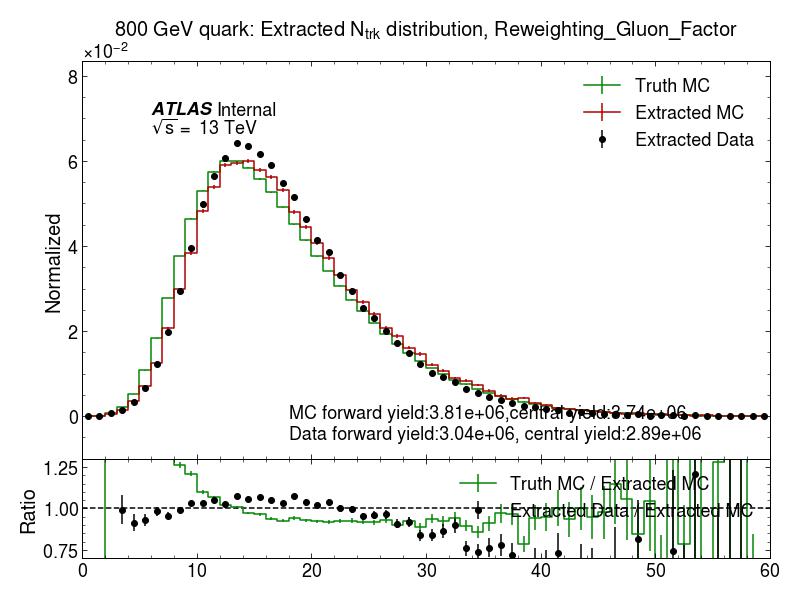 800 GeV quark: Extracted N_trk distribution, Reweighting_Gluon_Factor
×10⁻²
8
6
4
2
0
Normalized
ATLAS Internal
√s = 13 TeV
Truth MC
Extracted MC
Extracted Data
MC forward yield:3.81e+06,central yield:3.74e+06
Data forward yield:3.04e+06, central yield:2.89e+06
1.25
1.00
0.75
Ratio
Truth MC / Extracted MC
Extracted Data / Extracted MC
0 10 20 30 40 50 60